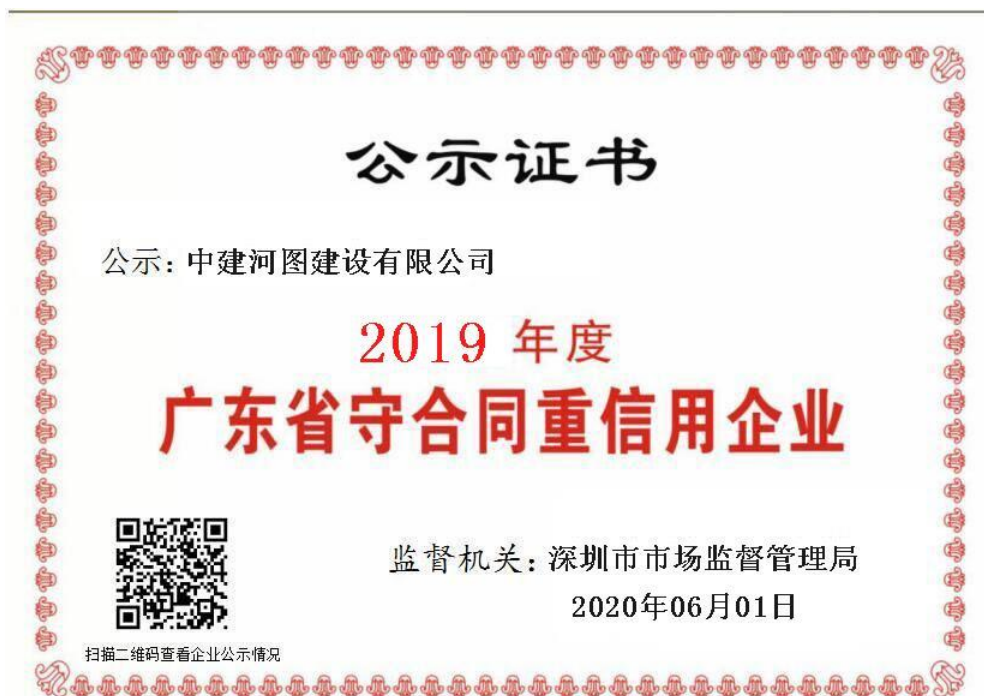 公示证书
公示：中建河图建设有限公司
2019 年度
广东省守合同重信用企业
监督机关：深圳市市场监督管理局
2020年06月01日
扫描二维码查看企业公示情况